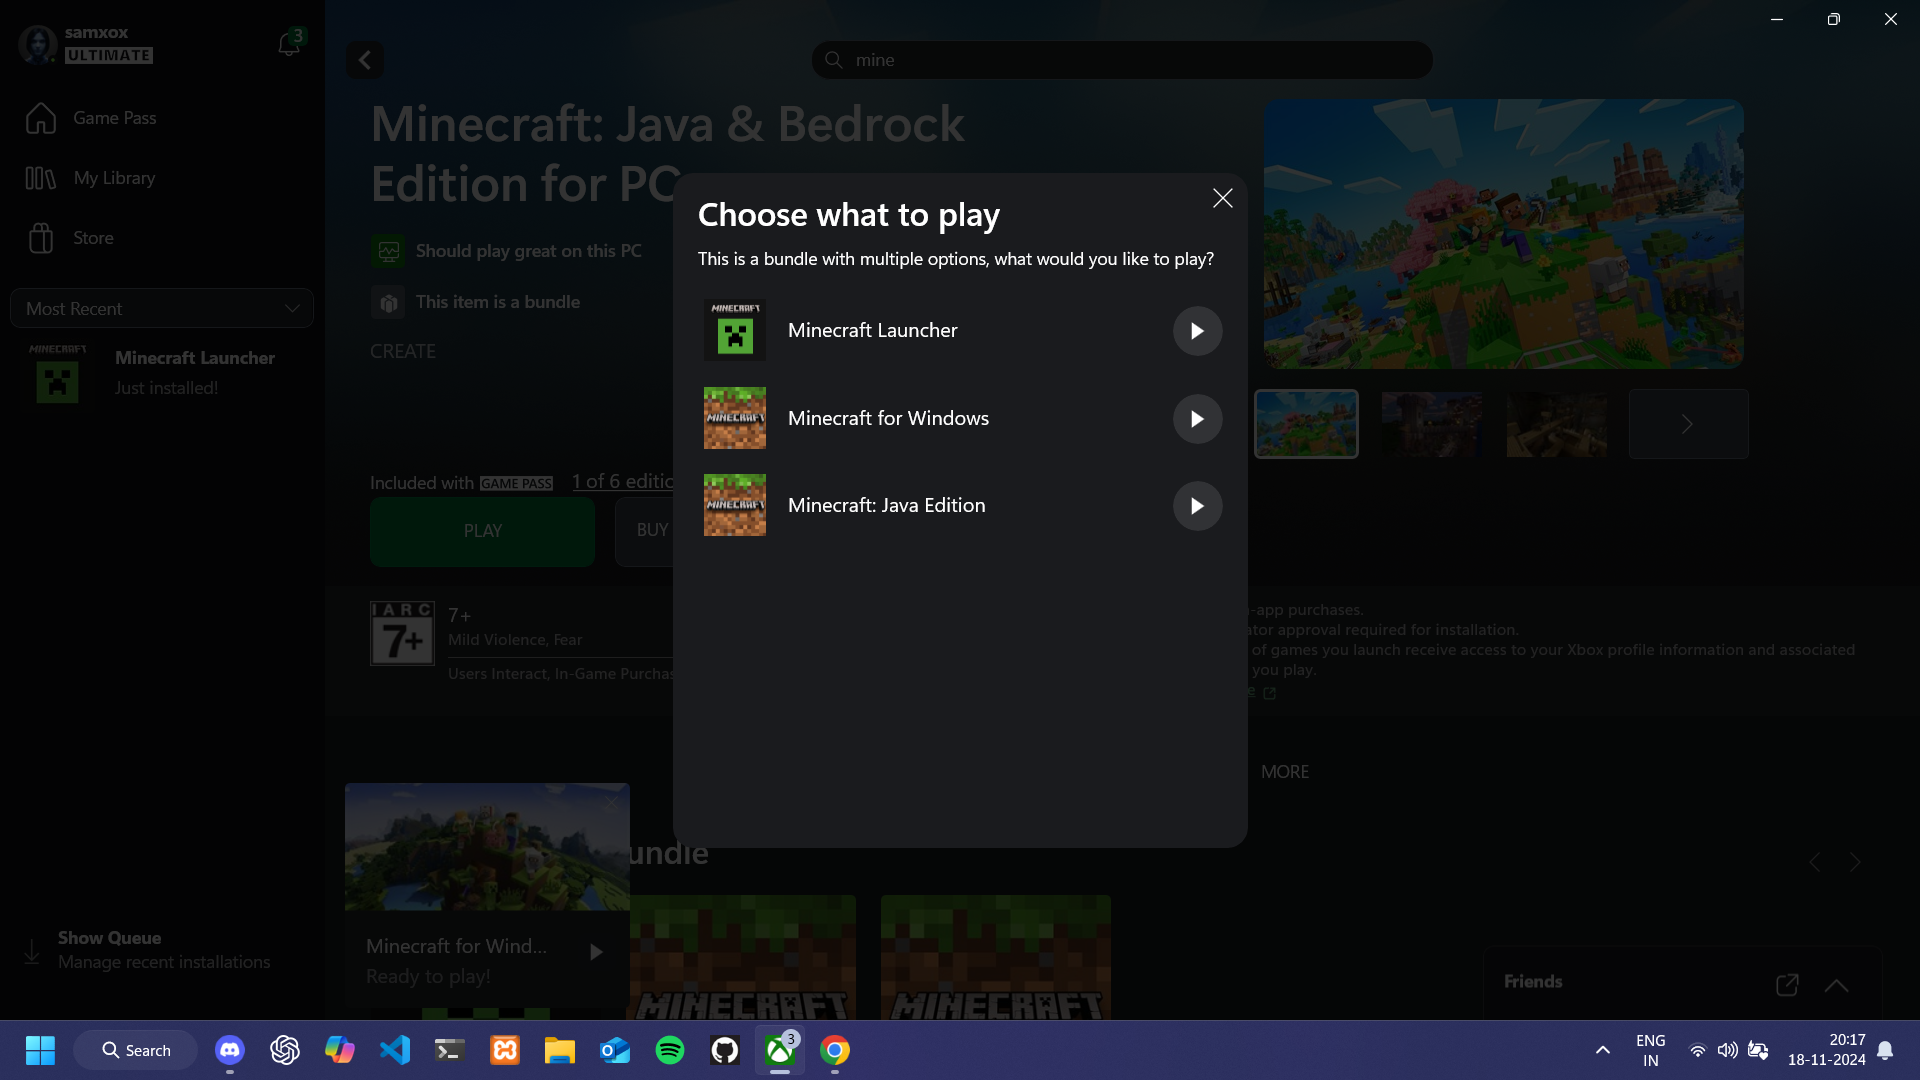 samxox
ULTIMATE
3
Game Pass
My Library
Store
Most Recent
MINECRAFT
Minecraft Launcher
Just installed!
Show Queue
Manage recent installations
mine
Minecraft: Java & Bedrock
Edition for PC
Should play great on this PC
This item is a bundle
CREATE
Included with GAME PASS
1 of 6 editio
PLAY
BUY
IARC
7+
7+
Mild Violence, Fear
Users Interact, In-Game Purchas
Choose what to play
This is a bundle with multiple options, what would you like to play?
MINECRAFT
Minecraft Launcher
MINECRAFT
Minecraft for Windows
MINECRAFT
Minecraft: Java Edition
-app purchases.
ator approval required for installation.
of games you launch receive access to your Xbox profile information and associated
you play.
e
MORE
undle
Minecraft for Wind...
Ready to play!
MINECRAFT
MINECRAFT
Friends
Search
3
ENG
IN
20:17
18-11-2024